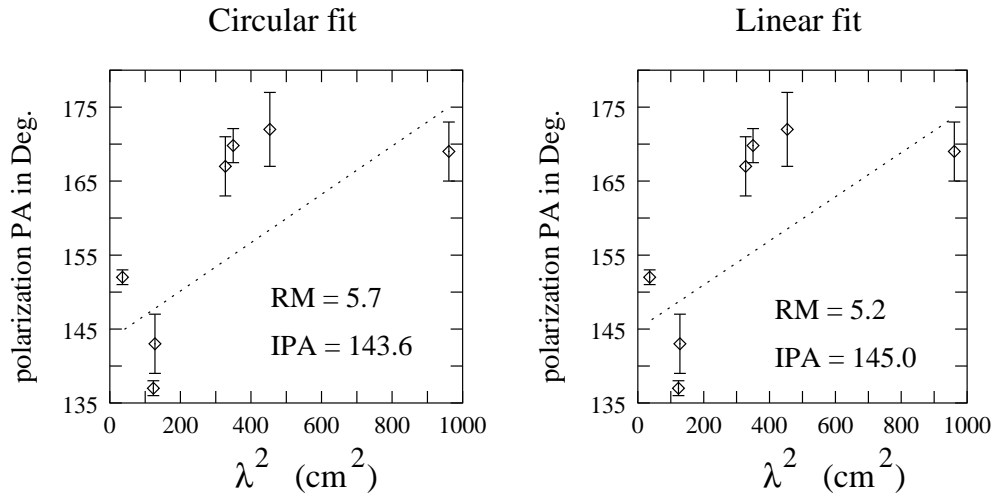 Circular fit
polarization PA in Deg.
175
165
155
145
135
RM = 5.7
IPA = 143.6
0 200 400 600 800 1000
λ² (cm²)
Linear fit
polarization PA in Deg.
175
165
155
145
135
RM = 5.2
IPA = 145.0
0 200 400 600 800 1000
λ² (cm²)